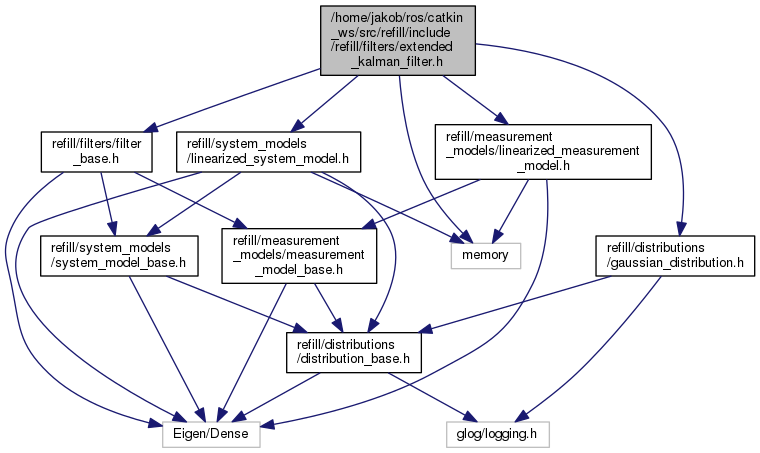 /home/jakob/ros/catkin
_ws/src/refill/include
/refill/filters/extended
_kalman_filter.h
refill/filters/filter
_base.h
refill/system_models
/linearized_system_model.h
refill/measurement
_models/linearized_measurement
_model.h
refill/system_models
/system_model_base.h
refill/measurement
_models/measurement
_model_base.h
memory
refill/distributions
/gaussian_distribution.h
refill/distributions
/distribution_base.h
Eigen/Dense
glog/logging.h